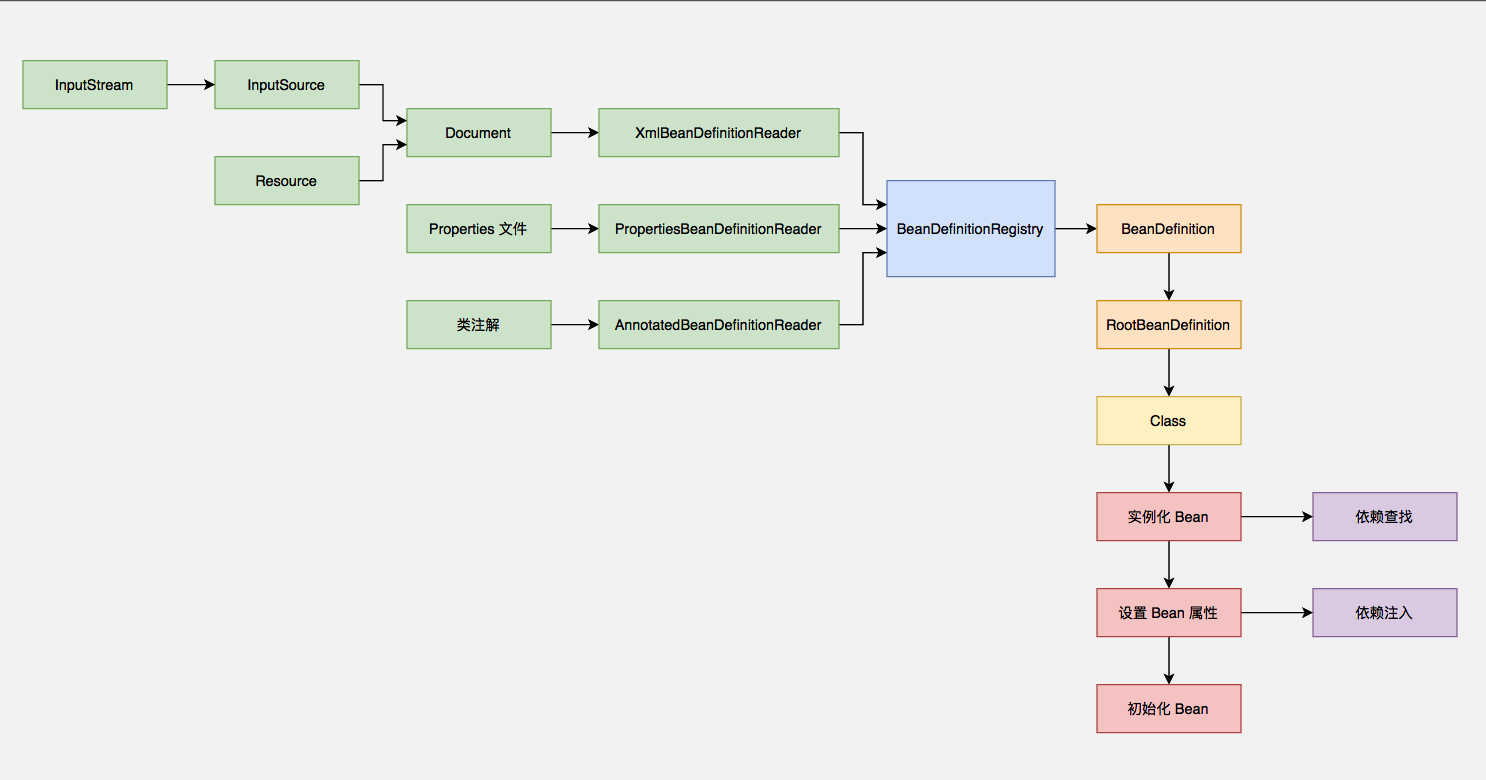 InputStream
InputSource
Resource
Document
XmlBeanDefinitionReader
Properties 文件
PropertiesBeanDefinitionReader
类注解
AnnotatedBeanDefinitionReader
BeanDefinitionRegistry
BeanDefinition
RootBeanDefinition
Class
实例化 Bean
依赖查找
设置 Bean 属性
依赖注入
初始化 Bean